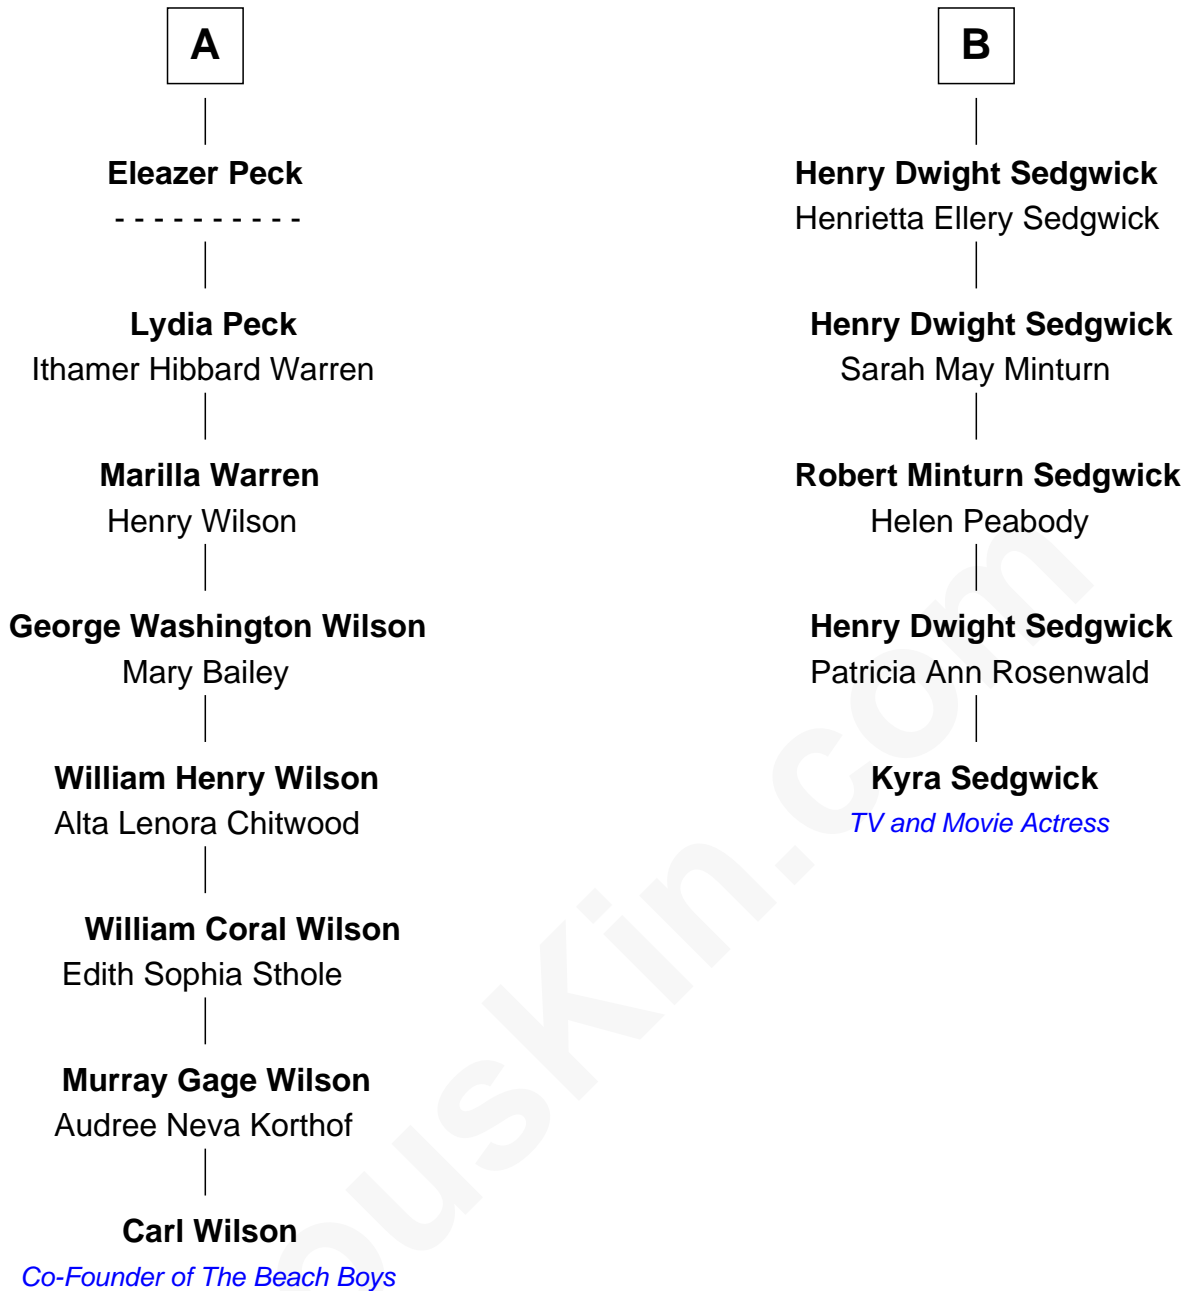 A
Eleazer Peck
- - - - - - - - - -
Lydia Peck
Ithamer Hibbard Warren
Marilla Warren
Henry Wilson
George Washington Wilson
Mary Bailey
William Henry Wilson
Alta Lenora Chitwood
William Coral Wilson
Edith Sophia Sthole
Murray Gage Wilson
Audree Neva Korthof
Carl Wilson
Co-Founder of The Beach Boys
B
Henry Dwight Sedgwick
Henrietta Ellery Sedgwick
Henry Dwight Sedgwick
Sarah May Minturn
Robert Minturn Sedgwick
Helen Peabody
Henry Dwight Sedgwick
Patricia Ann Rosenwald
Kyra Sedgwick
TV and Movie Actress
ousKin.com